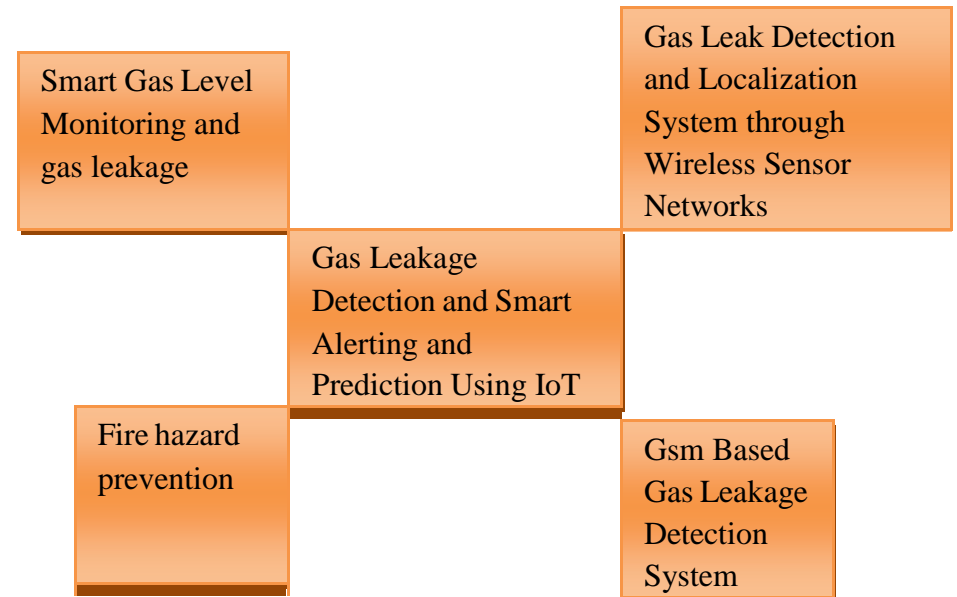 Smart Gas Level
Monitoring and
gas leakage
Gas Leak Detection
and Localization
System through
Wireless Sensor
Networks
Gas Leakage
Detection and Smart
Alerting and
Prediction Using IoT
Fire hazard
prevention
Gsm Based
Gas Leakage
Detection
System